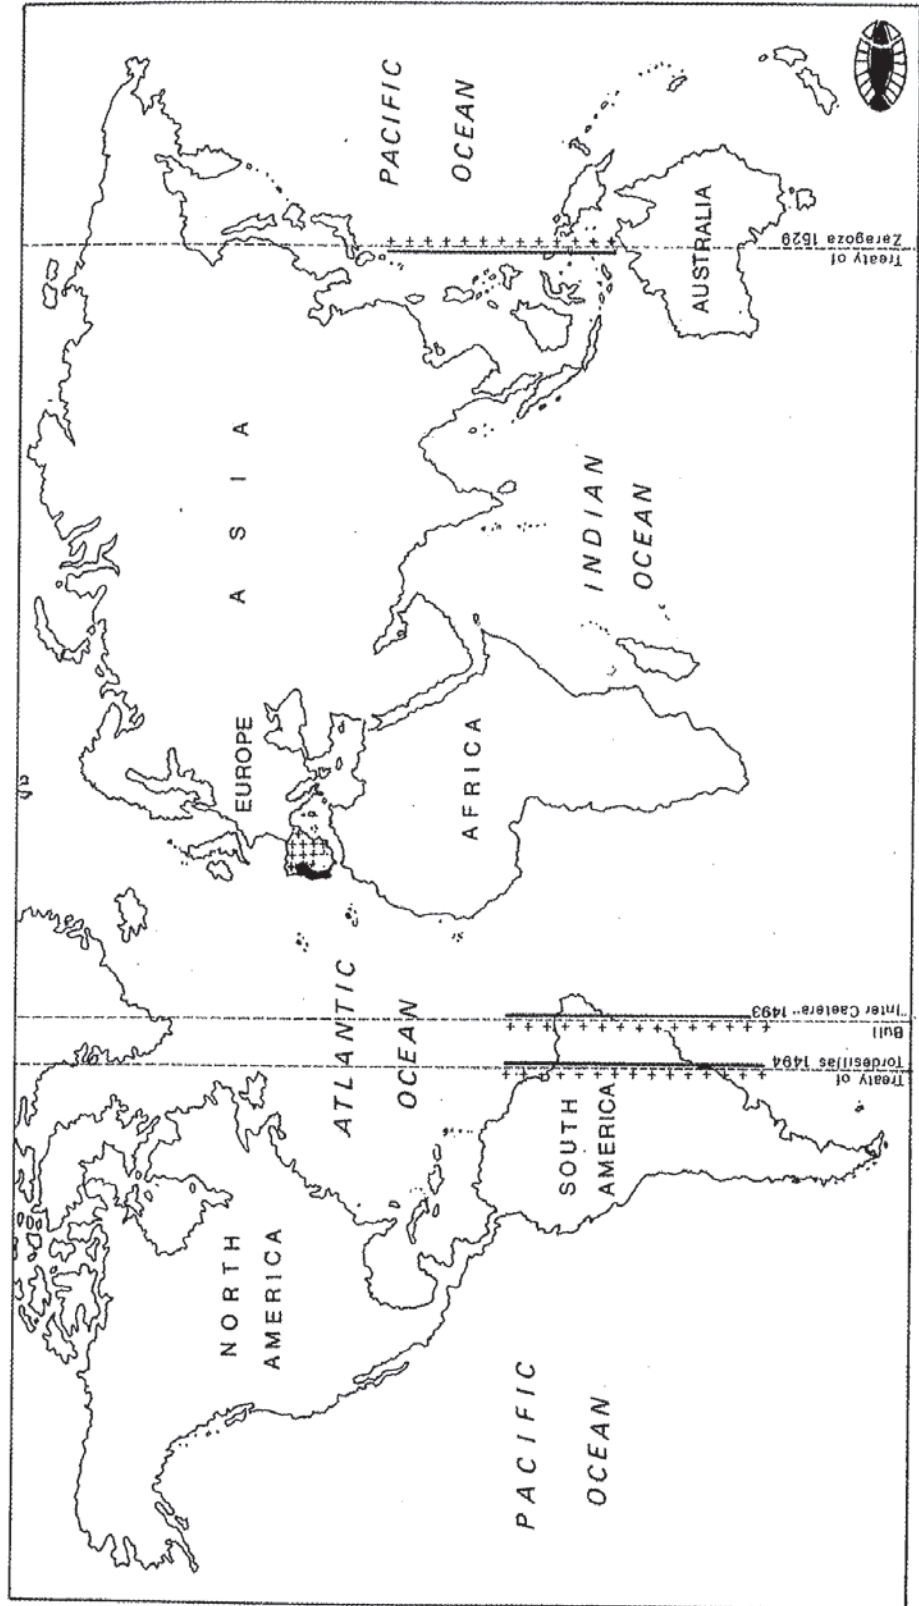 NORTH
AMERICA
PACIFIC
OCEAN
ATLANTIC
OCEAN
SOUTH
AMERICA
Treaty of
Tordesillas 1494
Bull
"Inter Caetera" 1493
EUROPE
AFRICA
ASIA
INDIAN
OCEAN
PACIFIC
OCEAN
AUSTRALIA
Treaty of
Zaragoza 1529